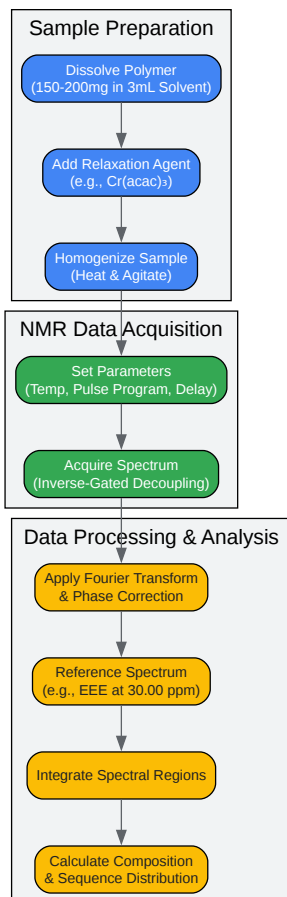 Sample Preparation
Dissolve Polymer
(150-200mg in 3mL Solvent)
Add Relaxation Agent
(e.g., Cr(acac)₃)
Homogenize Sample
(Heat & Agitate)
NMR Data Acquisition
Set Parameters
(Temp, Pulse Program, Delay)
Acquire Spectrum
(Inverse-Gated Decoupling)
Data Processing & Analysis
Apply Fourier Transform
& Phase Correction
Reference Spectrum
(e.g., EEE at 30.00 ppm)
Integrate Spectral Regions
Calculate Composition
& Sequence Distribution